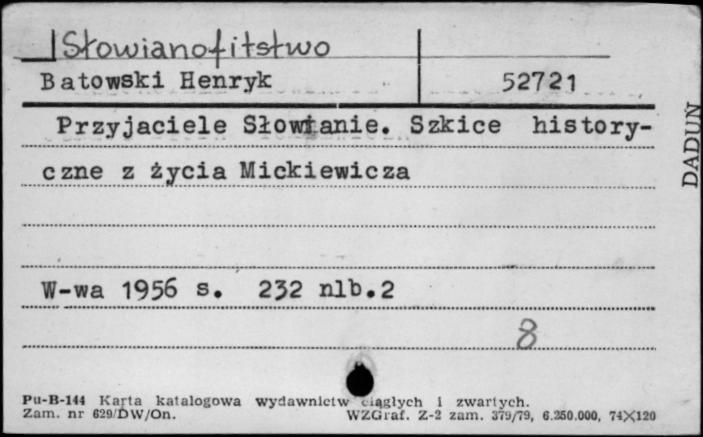 Słowianofilstwo
Batowski Henryk 52721
Przyjaciele Słowianie. Szkice history-
czne z życia Mickiewicza
W-wa 1956 s. 232 nlb.2
8
Pu-B-144 Karta katalogowa wydawnictw ciągłych i zwartych.
Zam. nr 629/DW/On. WZGraf. Z-2 zam. 379/79, 6.250.000, 74X120
DADUŃ